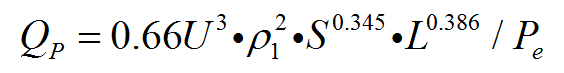 Q_P = 0.66U^3•ρ_1^2•S^0.345•L^0.386 / P_e